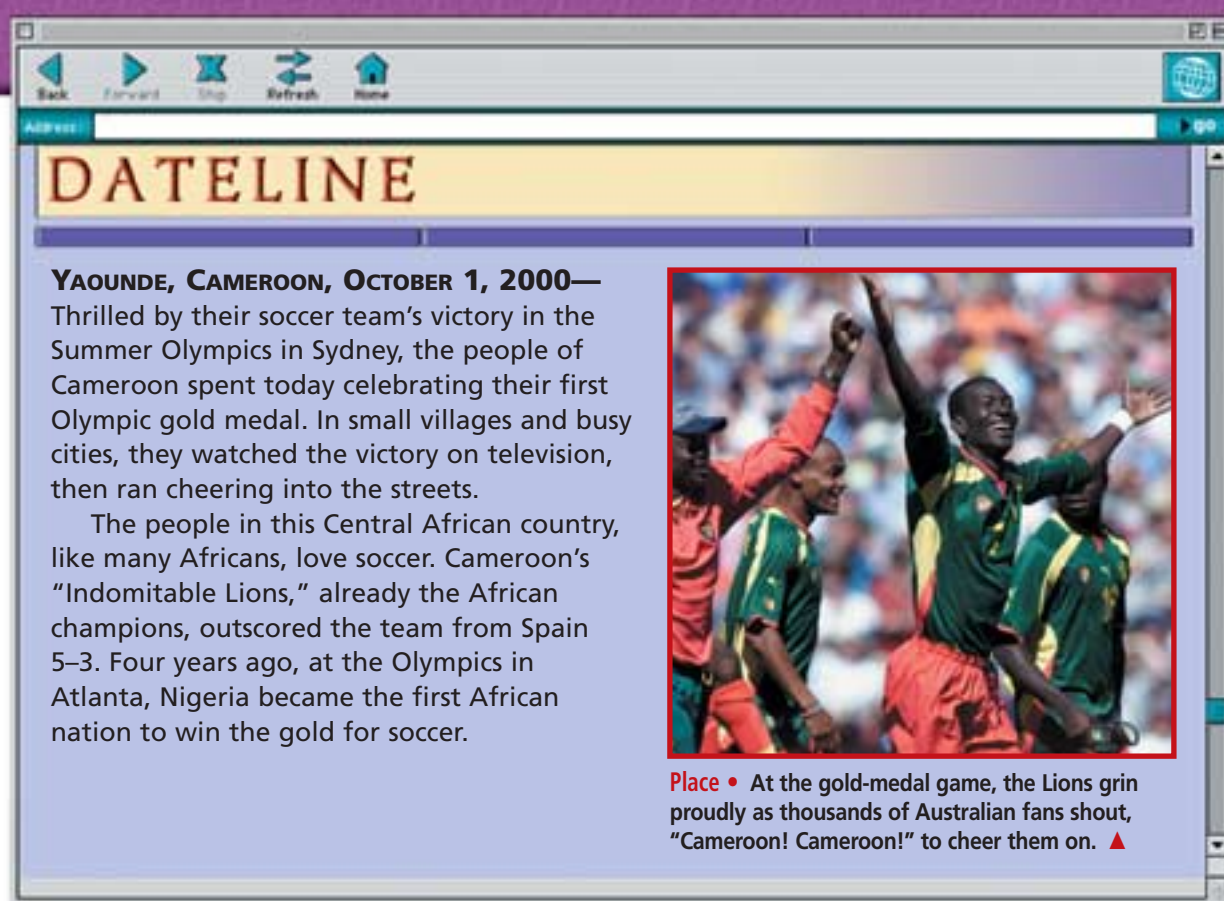 Back Forward Stop Refresh Home
Address: go
DATELINE
YAOUNDE, CAMEROON, OCTOBER 1, 2000—
Thrilled by their soccer team’s victory in the
Summer Olympics in Sydney, the people of
Cameroon spent today celebrating their first
Olympic gold medal. In small villages and busy
cities, they watched the victory on television,
then ran cheering into the streets.
The people in this Central African country,
like many Africans, love soccer. Cameroon’s
“Indomitable Lions,” already the African
champions, outscored the team from Spain
5–3. Four years ago, at the Olympics in
Atlanta, Nigeria became the first African
nation to win the gold for soccer.
Place • At the gold-medal game, the Lions grin
proudly as thousands of Australian fans shout,
“Cameroon! Cameroon!” to cheer them on. ▲